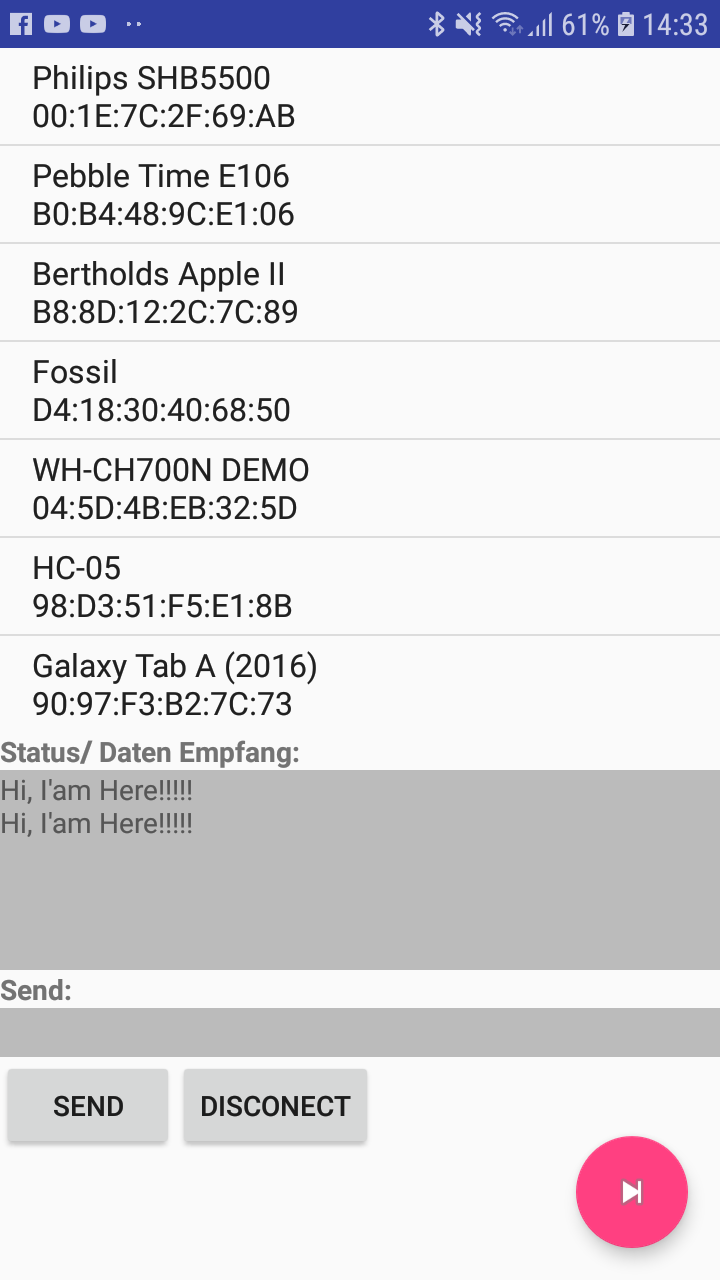 61% 14:33
Philips SHB5500
00:1E:7C:2F:69:AB
Pebble Time E106
B0:B4:48:9C:E1:06
Bertholds Apple II
B8:8D:12:2C:7C:89
Fossil
D4:18:30:40:68:50
WH-CH700N DEMO
04:5D:4B:EB:32:5D
HC-05
98:D3:51:F5:E1:8B
Galaxy Tab A (2016)
90:97:F3:B2:7C:73
Status/ Daten Empfang:
Hi, I'am Here!!!!!
Hi, I'am Here!!!!!
Send:
SEND DISCONECT